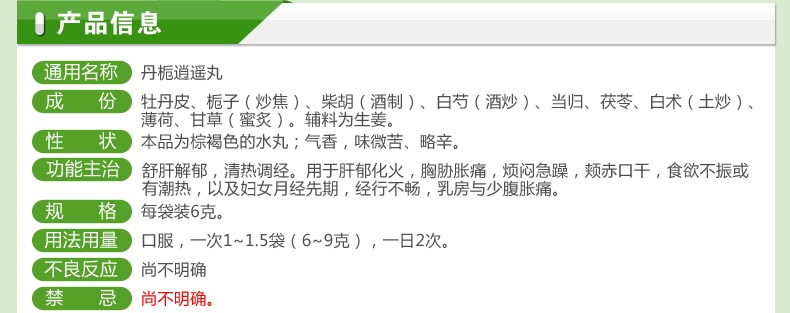 产品信息
通用名称 丹栀逍遥丸
成 份 牡丹皮、栀子（炒焦）、柴胡（酒制）、白芍（酒炒）、当归、茯苓、白术（土炒）、
薄荷、甘草（蜜炙）。辅料为生姜。
性 状 本品为棕褐色的水丸；气香，味微苦、略辛。
功能主治 舒肝解郁，清热调经。用于肝郁化火，胸胁胀痛，烦闷急躁，颊赤口干，食欲不振或
有潮热，以及妇女月经先期，经行不畅，乳房与少腹胀痛。
规 格 每袋装6克。
用法用量 口服，一次1~1.5袋（6~9克），一日2次。
不良反应 尚不明确
禁 忌 尚不明确。